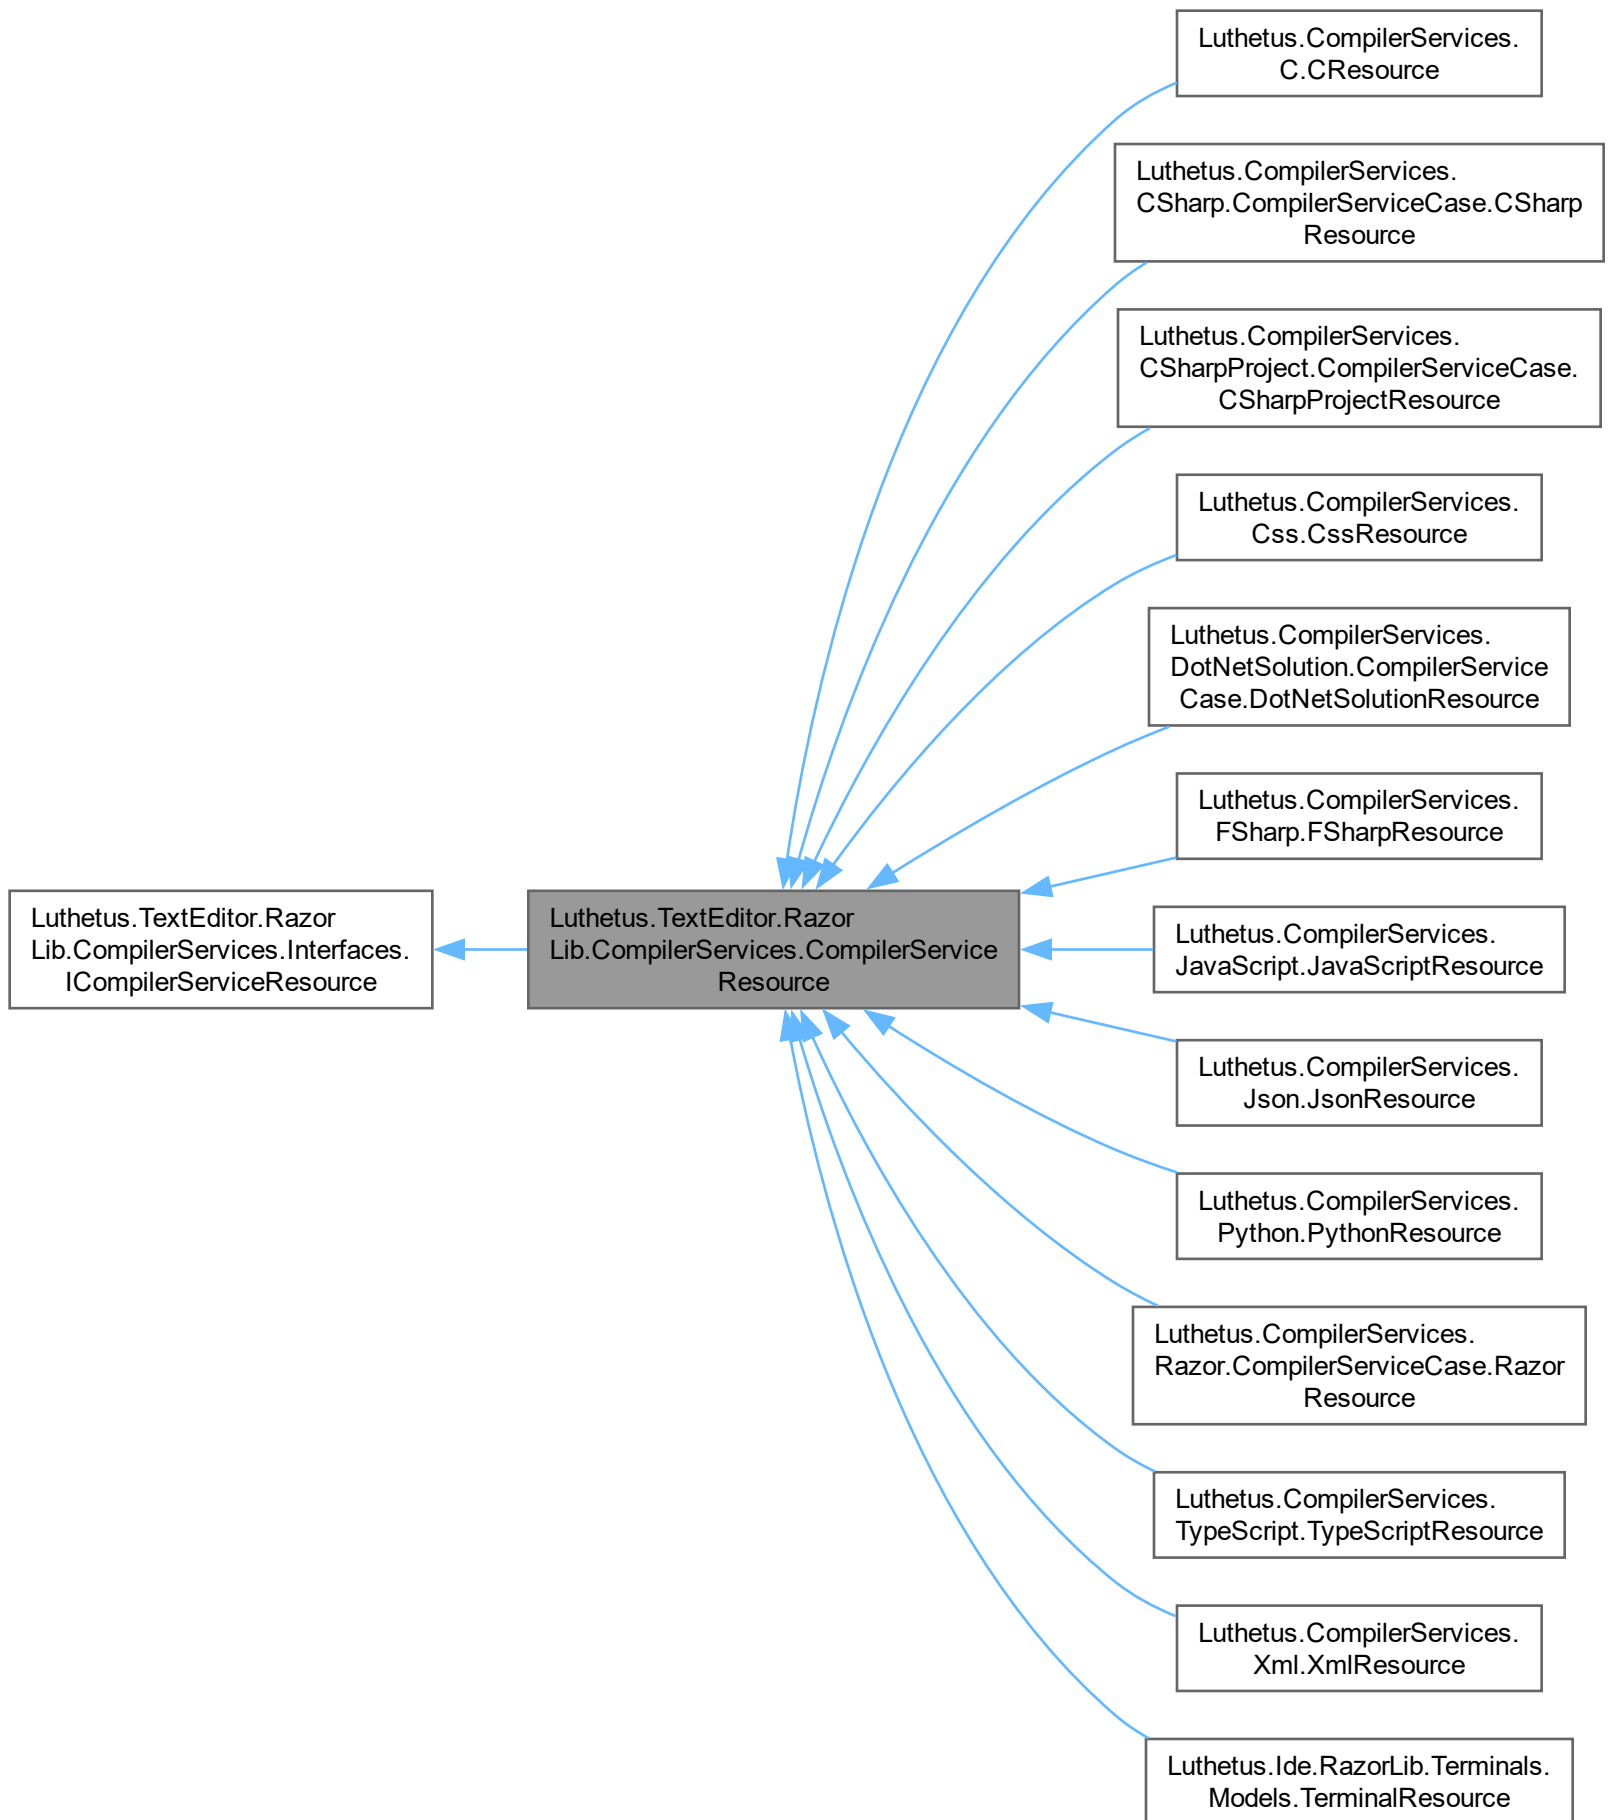 Luthetus.TextEditor.Razor
Lib.CompilerServices.Interfaces.
ICompilerServiceResource
Luthetus.TextEditor.Razor
Lib.CompilerServices.CompilerService
Resource
Luthetus.CompilerServices.
C.CResource
Luthetus.CompilerServices.
CSharp.CompilerServiceCase.CSharp
Resource
Luthetus.CompilerServices.
CSharpProject.CompilerServiceCase.
CSharpProjectResource
Luthetus.CompilerServices.
Css.CssResource
Luthetus.CompilerServices.
DotNetSolution.CompilerService
Case.DotNetSolutionResource
Luthetus.CompilerServices.
FSharp.FSharpResource
Luthetus.CompilerServices.
JavaScript.JavaScriptResource
Luthetus.CompilerServices.
Json.JsonResource
Luthetus.CompilerServices.
Python.PythonResource
Luthetus.CompilerServices.
Razor.CompilerServiceCase.Razor
Resource
Luthetus.CompilerServices.
TypeScript.TypeScriptResource
Luthetus.CompilerServices.
Xml.XmlResource
Luthetus.Ide.RazorLib.Terminals.
Models.TerminalResource